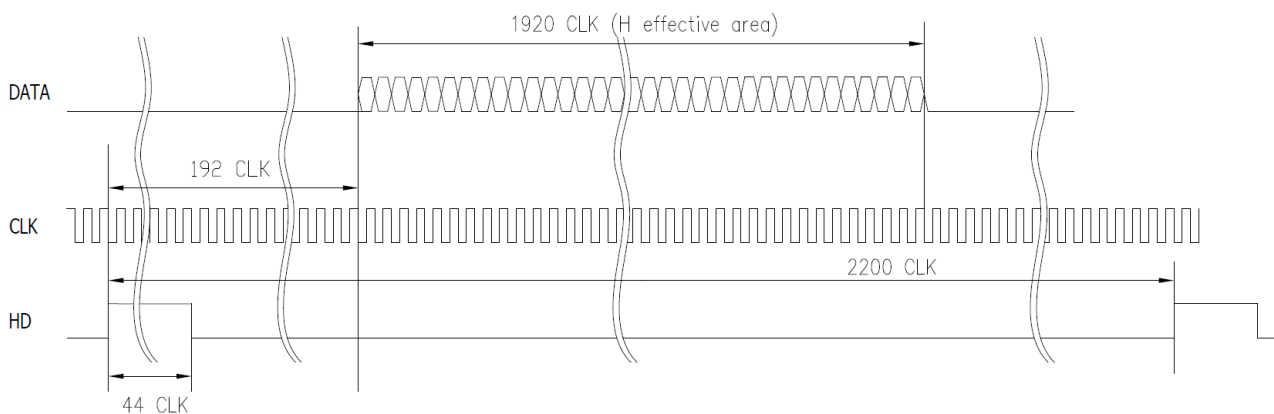 1920 CLK (H effective area)
DATA
192 CLK
CLK
2200 CLK
HD
44 CLK